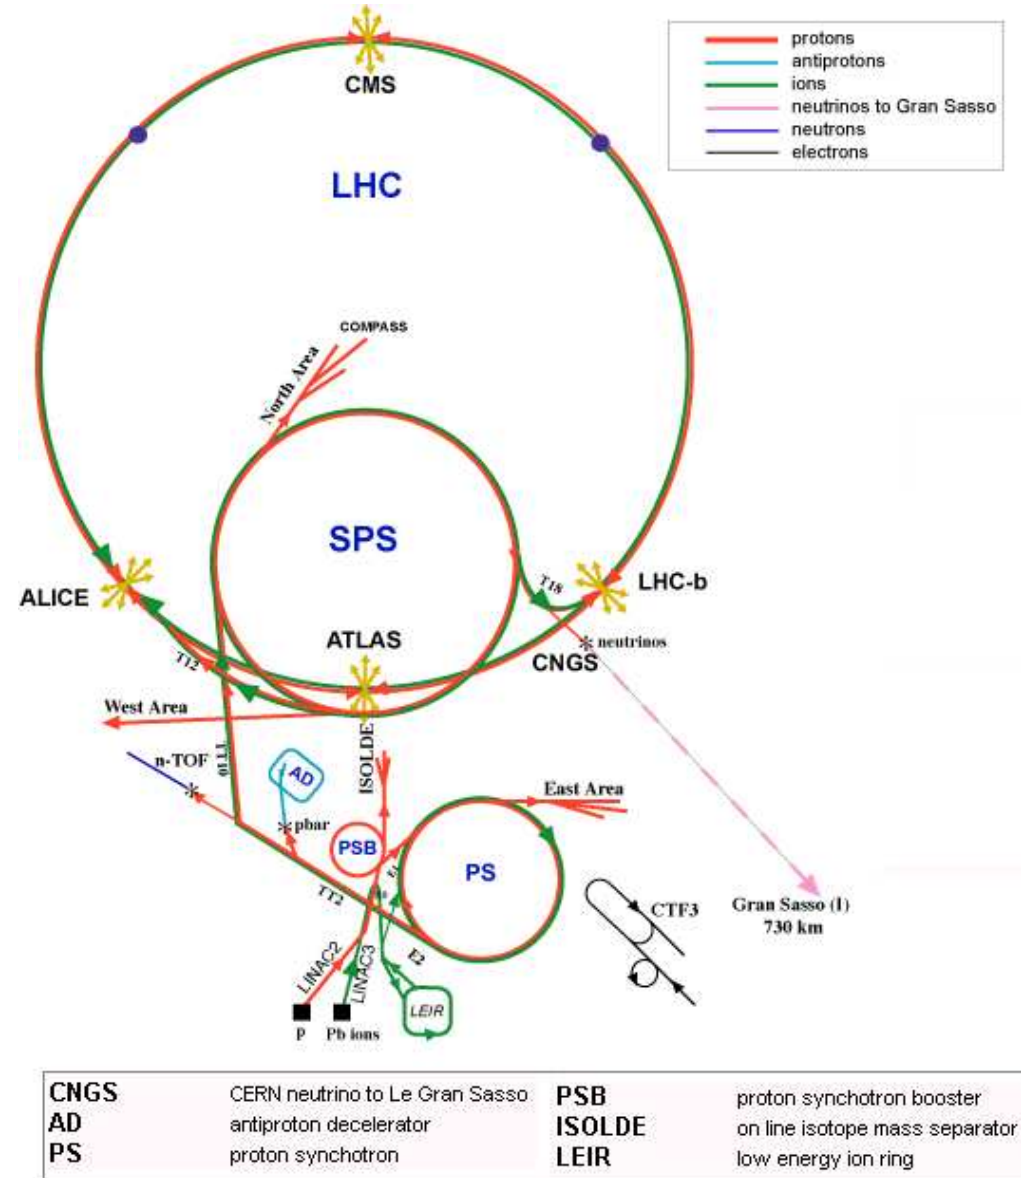 protons
antiprotons
ions
neutrinos to Gran Sasso
neutrons
electrons
CMS
LHC
COMPASS
North Area
SPS
T18
LHC-b
ALICE
ATLAS
neutrinos
CNGS
T12
West Area
TT10
n-TOF
AD
ISOLDE
East Area
pbar
PSB
E1
PS
TT2
E2
CTF3
Gran Sasso (I)
730 km
LINAC2
LINAC3
LEIR
P
Pb ions
CNGS CERN neutrino to Le Gran Sasso
AD antiproton decelerator
PS proton synchotron
PSB proton synchotron booster
ISOLDE on line isotope mass separator
LEIR low energy ion ring